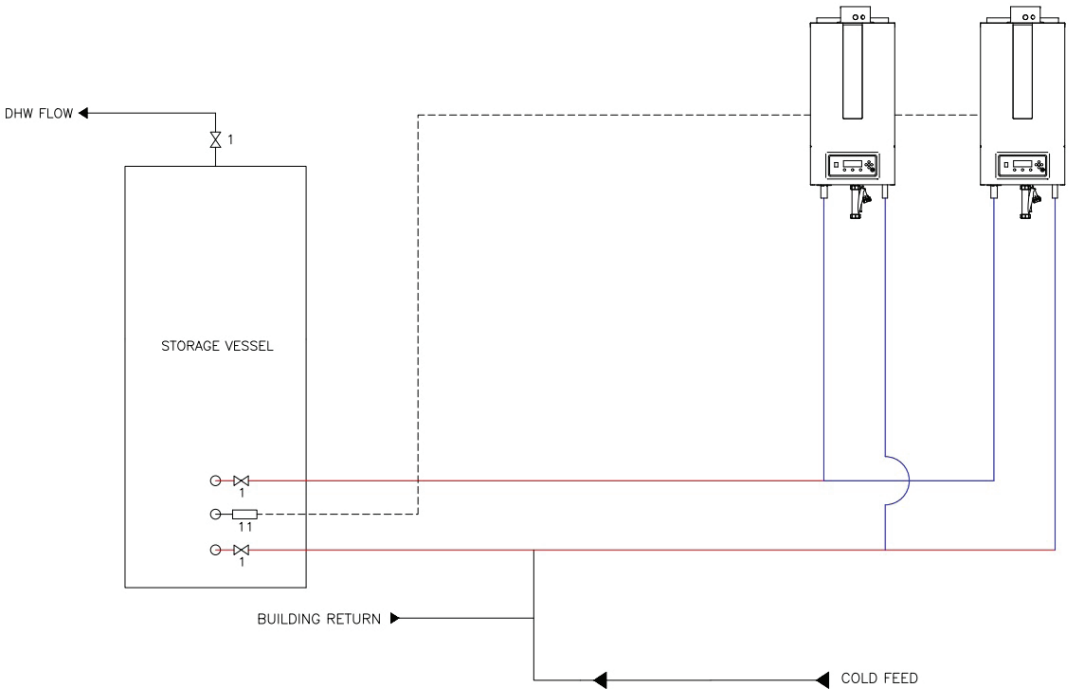 DHW FLOW
1
STORAGE VESSEL
1
11
1
BUILDING RETURN
COLD FEED